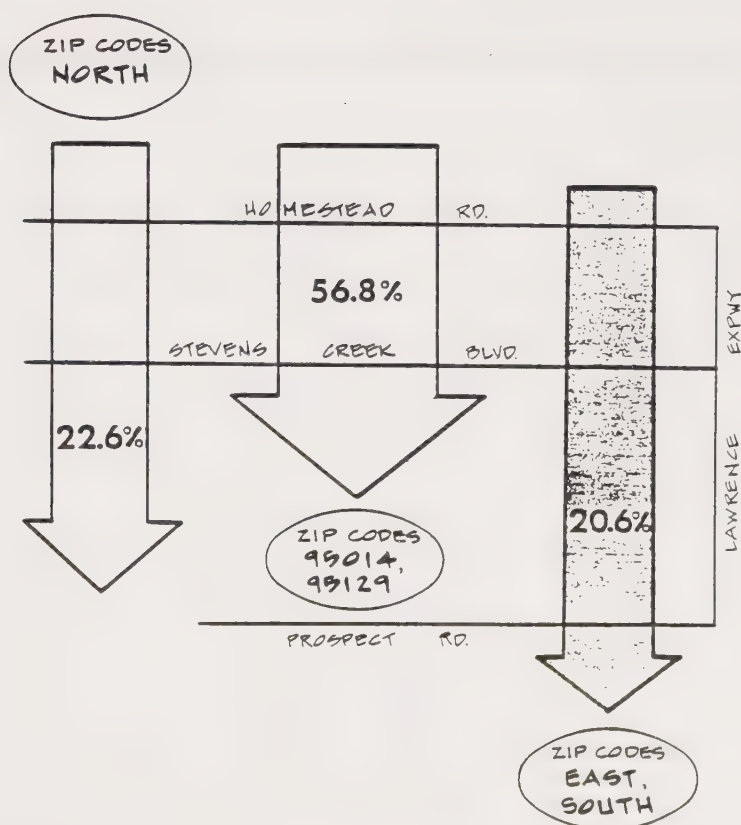 ZIP CODES
NORTH
HOMESTEAD RD.
56.8%
STEVENS CREEK BLVD.
22.6%
EXPWY
LAWRENCE
20.6%
ZIP CODES
95014,
95129
PROSPECT RD.
ZIP CODES
EAST,
SOUTH